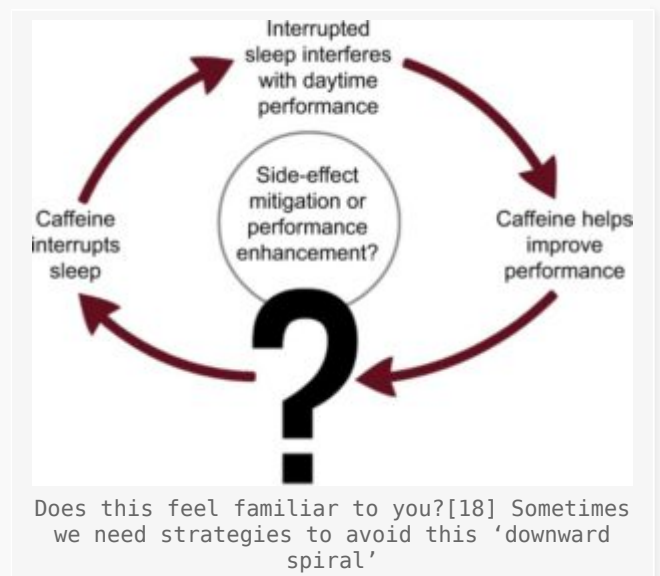 Interrupted
sleep interferes
with daytime
performance
Side-effect
mitigation or
performance
enhancement?
Caffeine
interrupts
sleep
Caffeine helps
improve
performance
?
Does this feel familiar to you?[18] Sometimes
we need strategies to avoid this ‘downward
spiral’